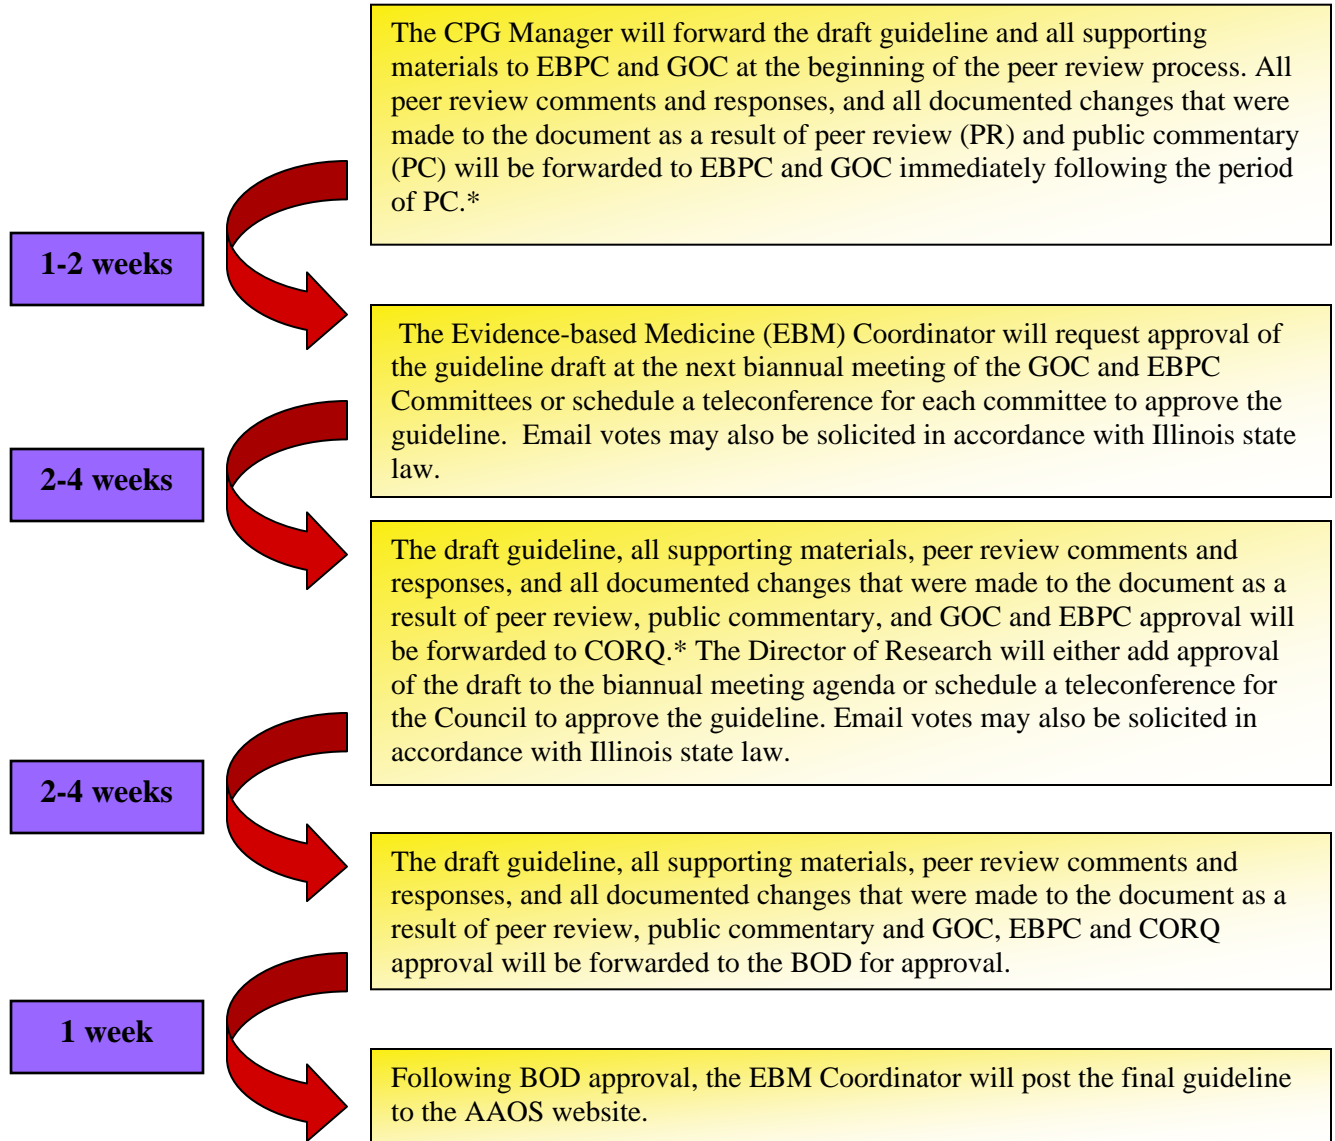 The CPG Manager will forward the draft guideline and all supporting
materials to EBPC and GOC at the beginning of the peer review process. All
peer review comments and responses, and all documented changes that were
made to the document as a result of peer review (PR) and public commentary
(PC) will be forwarded to EBPC and GOC immediately following the period
of PC.*
1-2 weeks
The Evidence-based Medicine (EBM) Coordinator will request approval of
the guideline draft at the next biannual meeting of the GOC and EBPC
Committees or schedule a teleconference for each committee to approve the
guideline. Email votes may also be solicited in accordance with Illinois state
law.
2-4 weeks
The draft guideline, all supporting materials, peer review comments and
responses, and all documented changes that were made to the document as a
result of peer review, public commentary, and GOC and EBPC approval will
be forwarded to CORQ.* The Director of Research will either add approval
of the draft to the biannual meeting agenda or schedule a teleconference for
the Council to approve the guideline. Email votes may also be solicited in
accordance with Illinois state law.
2-4 weeks
The draft guideline, all supporting materials, peer review comments and
responses, and all documented changes that were made to the document as a
result of peer review, public commentary and GOC, EBPC and CORQ
approval will be forwarded to the BOD for approval.
1 week
Following BOD approval, the EBM Coordinator will post the final guideline
to the AAOS website.